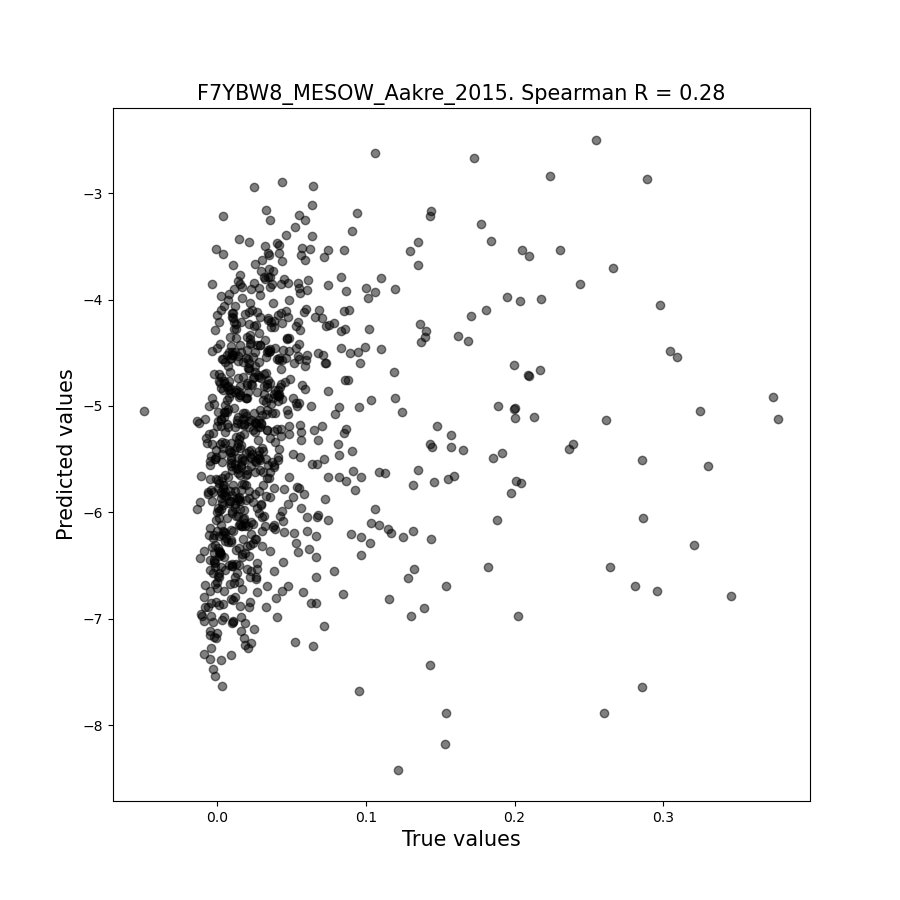 F7YBW8_MESOW_Aakre_2015. Spearman R = 0.28
Predicted values
−3
−4
−5
−6
−7
−8
0.0 0.1 0.2 0.3
True values